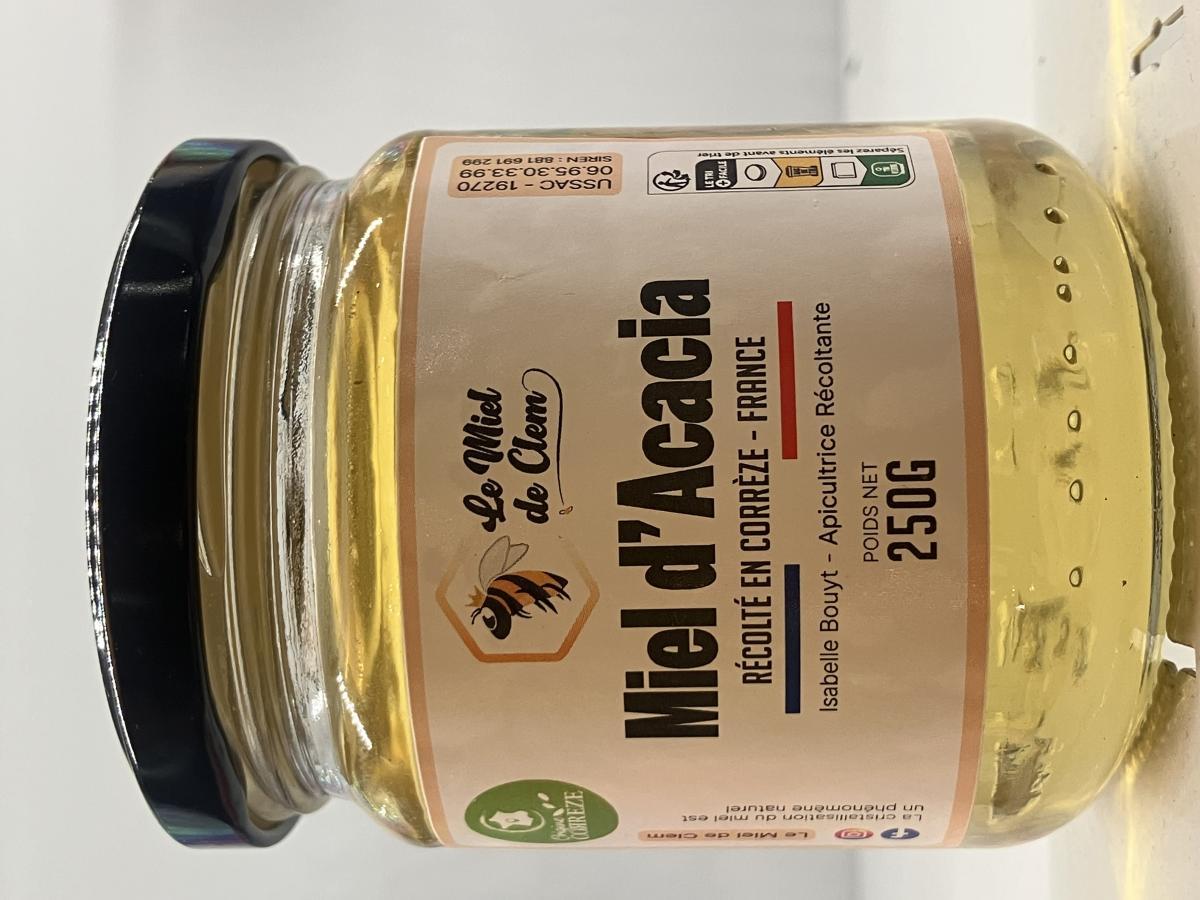 Le Miel
de Clem
Miel d'Acacia
RÉCOLTÉ EN CORRÈZE - FRANCE
Isabelle Bouyt - Apicultrice Récoltante
POIDS NET
250G
Origine
CORRÈZE
La cristallisation du miel est
un phénomène naturel
Le Miel de Clem
USSAC - 19270
06.95.30.33.99
SIREN : 881 691 299
LE TRI
+ FACILE
Séparez les éléments avant de trier